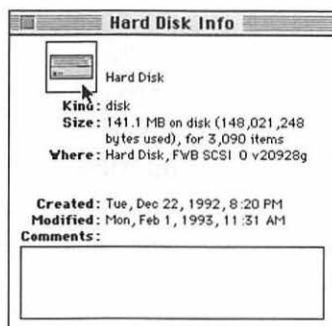 Hard Disk Info
Hard Disk
Kind: disk
Size: 141.1 MB on disk (148,021,248
bytes used), for 3,090 items
Where: Hard Disk, FWB SCSI 0 v20928g
Created: Tue, Dec 22, 1992, 8:20 PM
Modified: Mon, Feb 1, 1993, 11:31 AM
Comments: